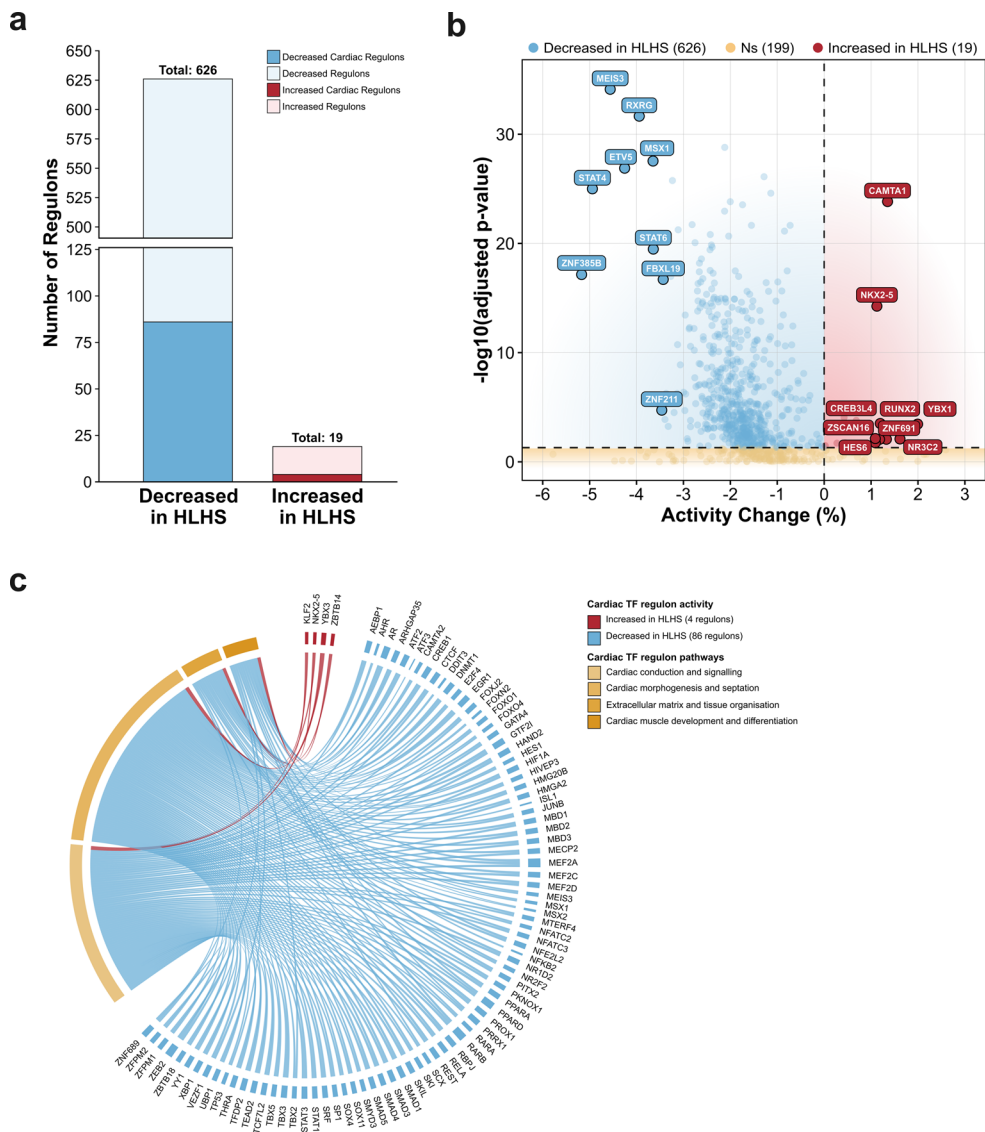 a
650
625
600
575
550
525
500
125
100
75
50
25
0
Number of Regulons
Total: 626
Total: 19
Decreased
in HLHS
Increased
in HLHS
Decreased Cardiac Regulons
Decreased Regulons
Increased Cardiac Regulons
Increased Regulons
b
Decreased in HLHS (626)
Ns (199)
Increased in HLHS (19)
-log10(adjusted p-value)
30
20
10
0
MEIS3
RXRG
MSX1
ETV5
STAT4
STAT6
ZNF385B
FBXL19
ZNF211
CAMTA1
NKX2-5
CREB3L4
RUNX2
YBX1
ZSCAN16
ZNF691
HES6
NR3C2
-6
-5
-4
-3
-2
-1
0
1
2
3
Activity Change (%)
c
KLF2
NKX2-5
YBX3
ZBTB14
AEBP1
AHR
AR
ARHGAP35
ATF2
ATF3
CAMTA2
CREB1
CTCF
DDIT3
DNMT1
E2F4
EGR1
FOXJ2
FOXN2
FOXO1
FOXO4
GATA4
GTF2I
HAND2
HES1
HIF1A
HIVEP3
HMG20B
HMGA2
ISL1
JUNB
MBD1
MBD2
MBD3
MECP2
MEF2A
MEF2C
MEF2D
MEIS3
MSX1
MSX2
MTERF4
NFATC2
NFATC3
NFE2L2
NFKB2
NR1D2
NR2F2
PITX2
PKNOX1
PPARA
PPARD
PROX1
PRRX1
RARA
RARB
RBPJ
RELA
REST
SCX
SKI
SKIL
SMAD1
SMAD3
SMAD4
SMAD5
SMYD3
SOX11
SOX4
SP1
SRF
STAT1
STAT3
TBX2
TBX3
TBX5
TCF7L2
TEAD2
TFDP2
THRA
TP53
UBP1
VEZF1
XBP1
YY1
ZBTB18
ZEB2
ZFPM1
ZFPM2
ZNF689
Cardiac TF regulon activity
Increased in HLHS (4 regulons)
Decreased in HLHS (86 regulons)
Cardiac TF regulon pathways
Cardiac conduction and signalling
Cardiac morphogenesis and septation
Extracellular matrix and tissue organisation
Cardiac muscle development and differentiation